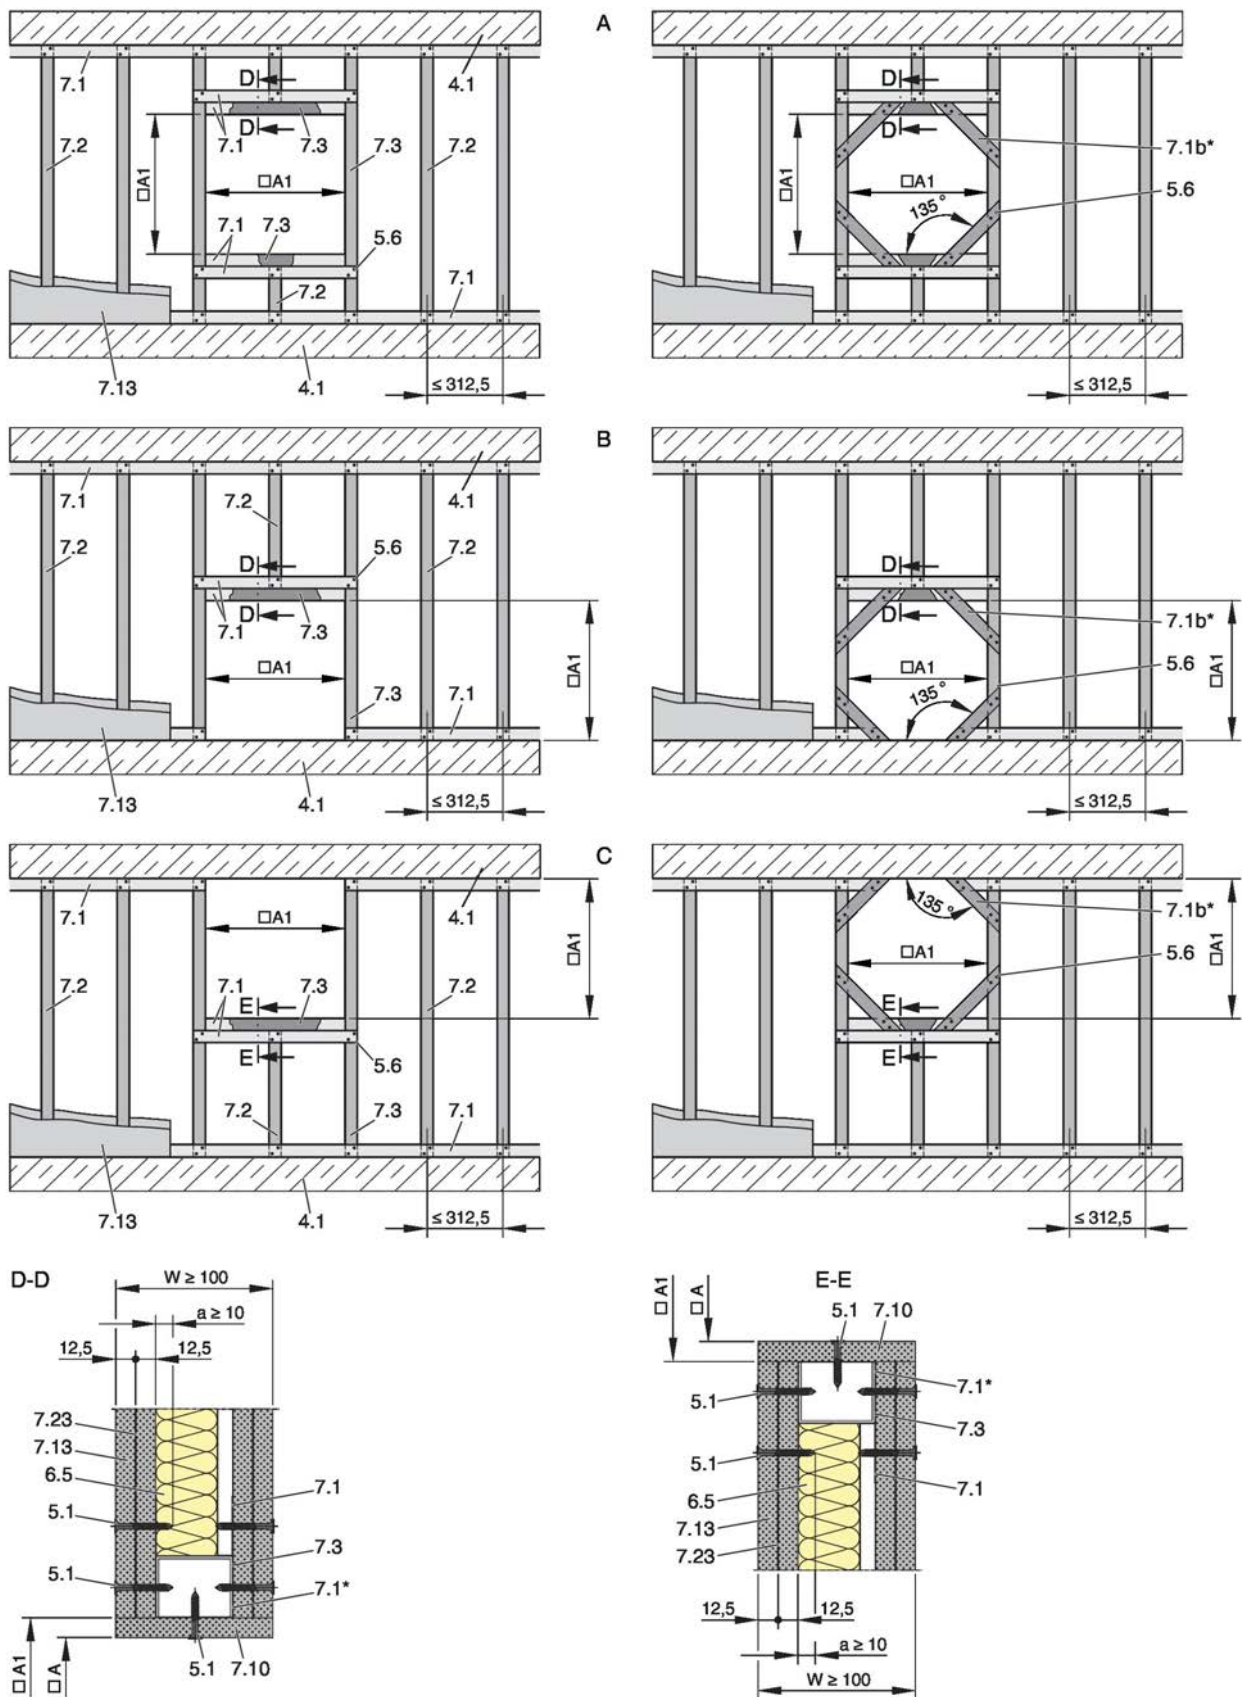 A
D
7.1
4.1
D
7.1
7.3
7.3
7.2
7.2
□A1
□A1
7.1
7.3
5.6
7.2
7.1
7.13
4.1
≤ 312,5
D
D
7.1b*
□A1
□A1
5.6
135°
≤ 312,5
B
7.1
4.1
7.2
7.2
5.6
7.2
D
D
7.1
7.3
□A1
□A1
7.3
7.1
7.13
4.1
≤ 312,5
D
D
7.1b*
□A1
5.6
□A1
135°
≤ 312,5
C
7.1
□A1
4.1
□A1
7.2
7.1
E
7.3
7.2
E
5.6
7.2
7.3
7.1
7.13
4.1
≤ 312,5
135°
7.1b*
□A1
5.6
□A1
E
E
≤ 312,5
D-D
W ≥ 100
a ≥ 10
12,5
12,5
7.23
7.13
6.5
7.1
5.1
7.3
5.1
7.1*
□ A1
□ A
5.1
7.10
E-E
□ A1
□ A
5.1
7.10
5.1
7.1*
7.3
5.1
6.5
7.1
7.13
7.23
12,5
12,5
a ≥ 10
W ≥ 100